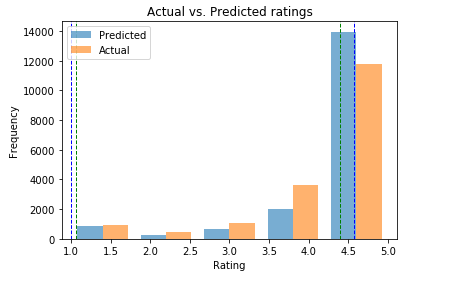 Actual vs. Predicted ratings
Predicted
Actual
14000
12000
10000
8000
6000
4000
2000
0
Frequency
1.0 1.5 2.0 2.5 3.0 3.5 4.0 4.5 5.0
Rating